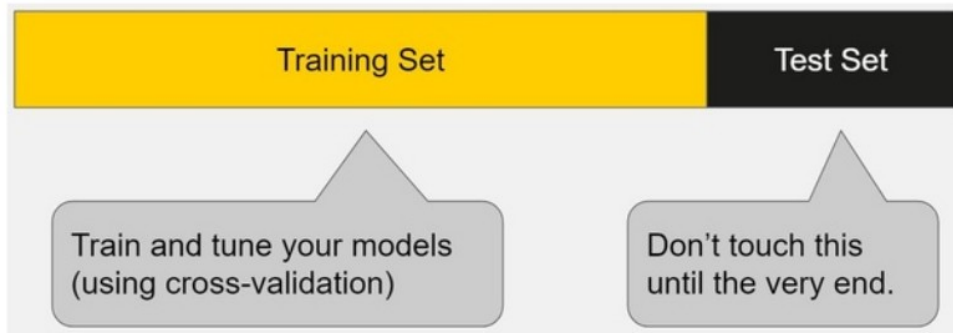 Training Set
Test Set
Train and tune your models
(using cross-validation)
Don't touch this
until the very end.